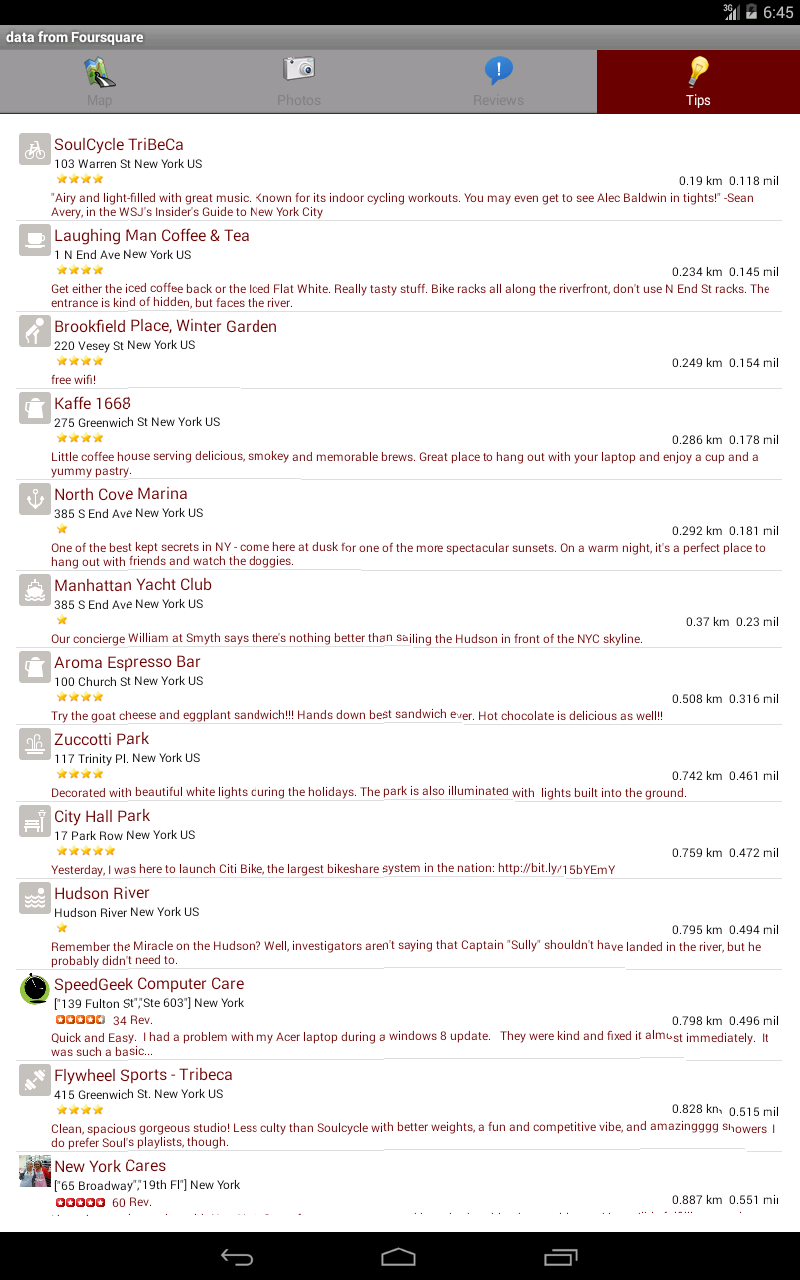 3G 6:45
data from Foursquare
Map Photos Reviews Tips
SoulCycle TriBeCa
103 Warren St New York US
0.19 km 0.118 mil
"Airy and light-filled with great music. Known for its indoor cycling workouts. You may even get to see Alec Baldwin in tights!" -Sean
Avery, in the WSJ's Insider's Guide to New York City
Laughing Man Coffee & Tea
1 N End Ave New York US
0.234 km 0.145 mil
Get either the iced coffee back or the Iced Flat White. Really tasty stuff. Bike racks all along the riverfront, don't use N End St racks. The
entrance is kind of hidden, but faces the river.
Brookfield Place, Winter Garden
220 Vesey St New York US
0.249 km 0.154 mil
free wifi!
Kaffe 1668
275 Greenwich St New York US
0.286 km 0.178 mil
Little coffee house serving delicious, smokey and memorable brews. Great place to hang out with your laptop and enjoy a cup and a
yummy pastry.
North Cove Marina
385 S End Ave New York US
0.292 km 0.181 mil
One of the best kept secrets in NY - come here at dusk for one of the more spectacular sunsets. On a warm night, it's a perfect place to
hang out with friends and watch the doggies.
Manhattan Yacht Club
385 S End Ave New York US
0.37 km 0.23 mil
Our concierge William at Smyth says there's nothing better than sailing the Hudson in front of the NYC skyline.
Aroma Espresso Bar
100 Church St New York US
0.508 km 0.316 mil
Try the goat cheese and eggplant sandwich!!! Hands down best sandwich ever. Hot chocolate is delicious as well!!
Zuccotti Park
117 Trinity Pl. New York US
0.742 km 0.461 mil
Decorated with beautiful white lights during the holidays. The park is also illuminated with lights built into the ground.
City Hall Park
17 Park Row New York US
0.759 km 0.472 mil
Yesterday, I was here to launch Citi Bike, the largest bikeshare system in the nation: http://bit.ly/15bYEmY
Hudson River
Hudson River New York US
0.795 km 0.494 mil
Remember the Miracle on the Hudson? Well, investigators aren't saying that Captain "Sully" shouldn't have landed in the river, but he
probably didn't need to.
SpeedGeek Computer Care
["139 Fulton St","Ste 603"] New York
34 Rev. 0.798 km 0.496 mil
Quick and Easy. I had a problem with my Acer laptop during a windows 8 update. They were kind and fixed it almost immediately. It
was such a basic...
Flywheel Sports - Tribeca
415 Greenwich St. New York US
0.828 km 0.515 mil
Clean, spacious gorgeous studio! Less culty than Soulcycle with better weights, a fun and competitive vibe, and amazingggg showers I
do prefer Soul's playlists, though.
New York Cares
["65 Broadway","19th Fl"] New York
60 Rev. 0.887 km 0.551 mil